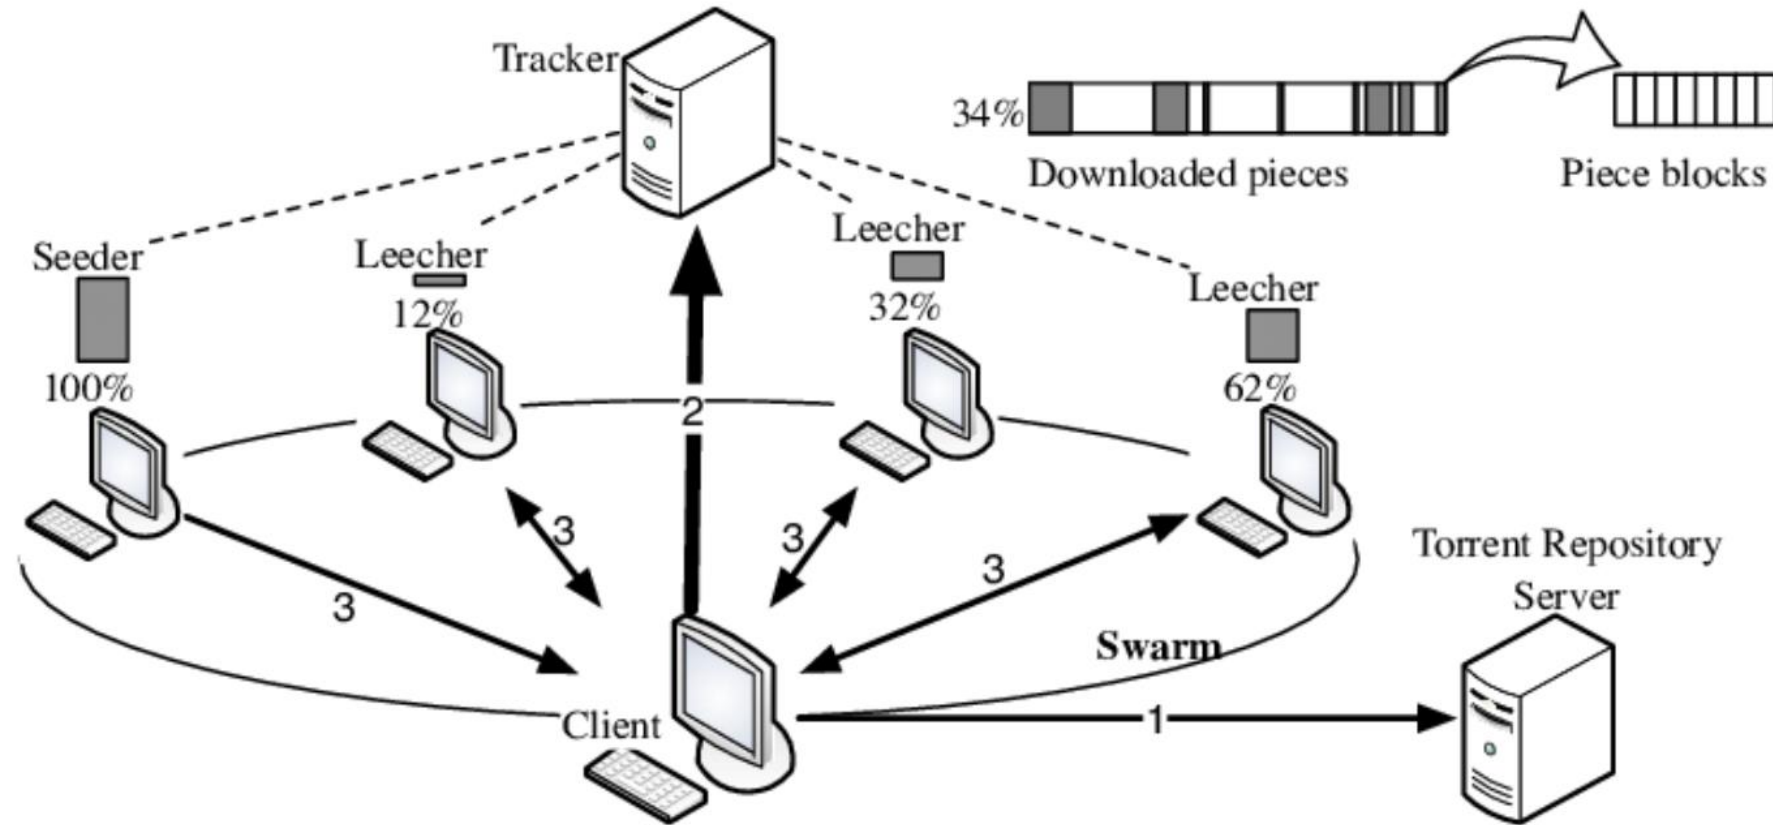 Tracker
34%
Downloaded pieces
Piece blocks
Seeder
100%
Leecher
12%
Leecher
32%
Leecher
62%
2
3
3
3
3
Torrent Repository
Server
Swarm
Client
1